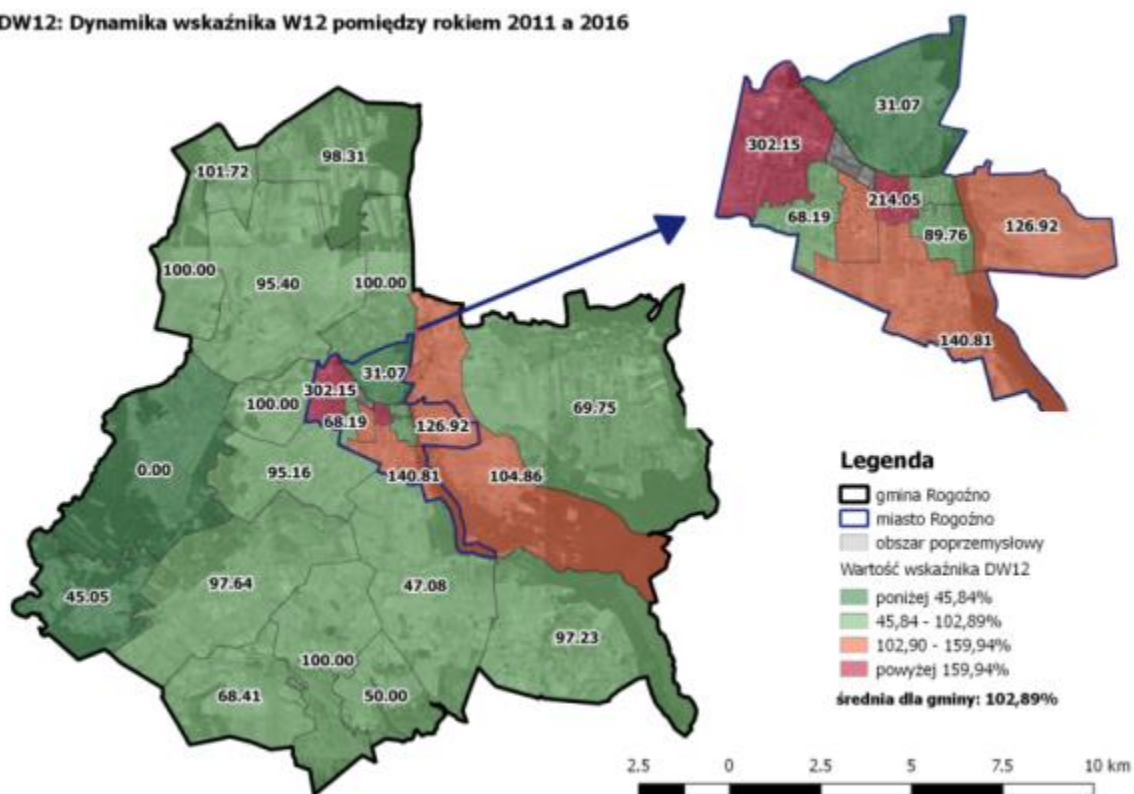 DW12: Dynamika wskaźnika W12 pomiędzy rokiem 2011 a 2016
31.07
302.15
214.05
68.19
89.76
126.92
140.81
98.31
101.72
100.00
95.40
100.00
31.07
302.15
100.00
68.19
126.92
69.75
0.00
95.16
140.81
104.86
97.64
47.08
45.05
97.23
100.00
68.41
50.00
Legenda
gmina Rogoźno
miasto Rogoźno
obszar poprzemysłowy
Wartość wskaźnika DW12
poniżej 45,84%
45,84 - 102,89%
102,90 - 159,94%
powyżej 159,94%
średnia dla gminy: 102,89%
2.5 0 2.5 5 7.5 10 km